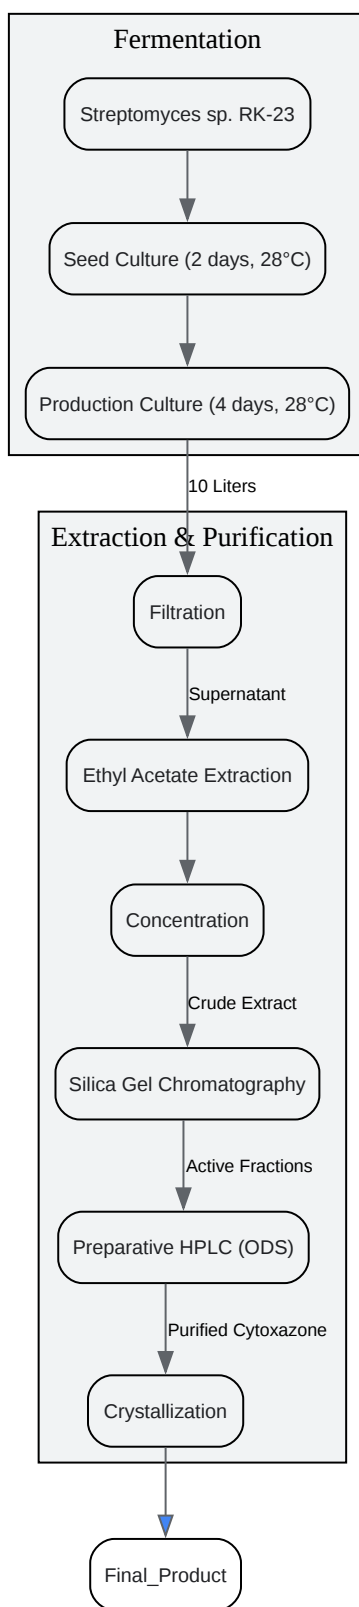 Fermentation
Streptomyces sp. RK-23
Seed Culture (2 days, 28°C)
Production Culture (4 days, 28°C)
10 Liters
Extraction & Purification
Filtration
Supernatant
Ethyl Acetate Extraction
Concentration
Crude Extract
Silica Gel Chromatography
Active Fractions
Preparative HPLC (ODS)
Purified Cytoxazone
Crystallization
Final_Product